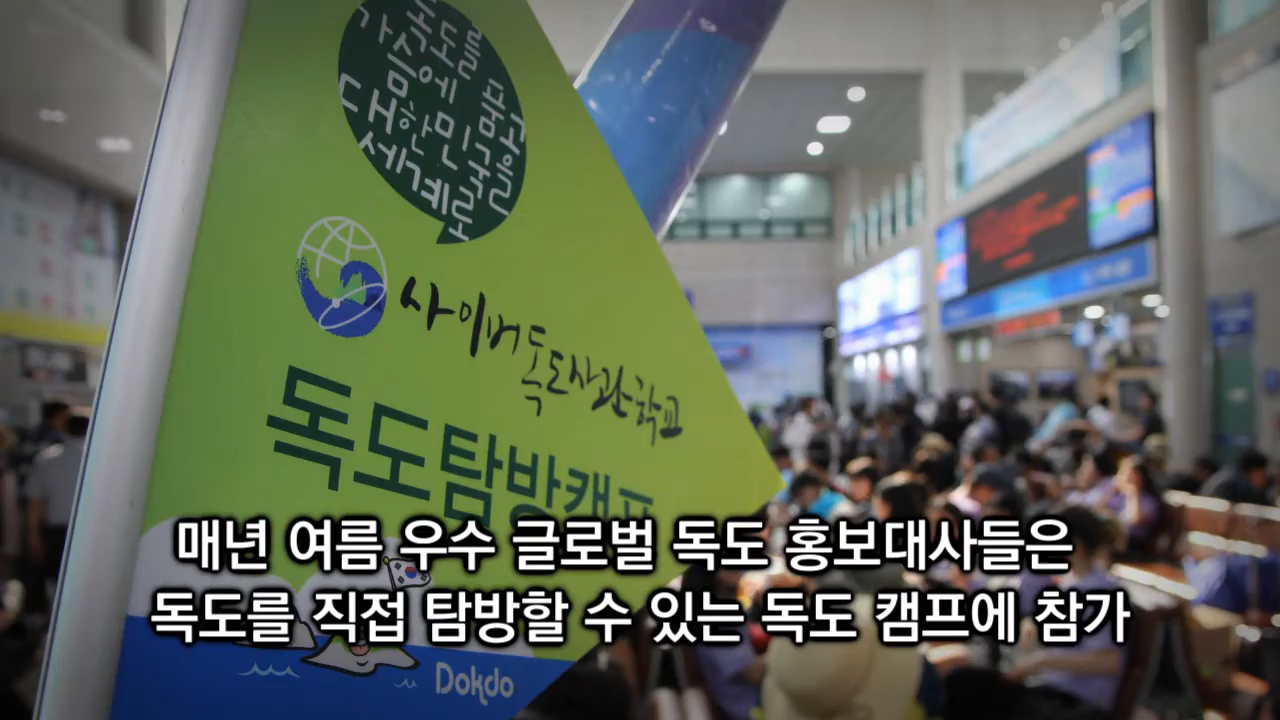 독도를
가슴에 품고
대한민국을
세계로
사이버독도사관학교
독도탐방캠프
매년 여름 우수 글로벌 독도 홍보대사들은
독도를 직접 탐방할 수 있는 독도 캠프에 참가
Dokdo